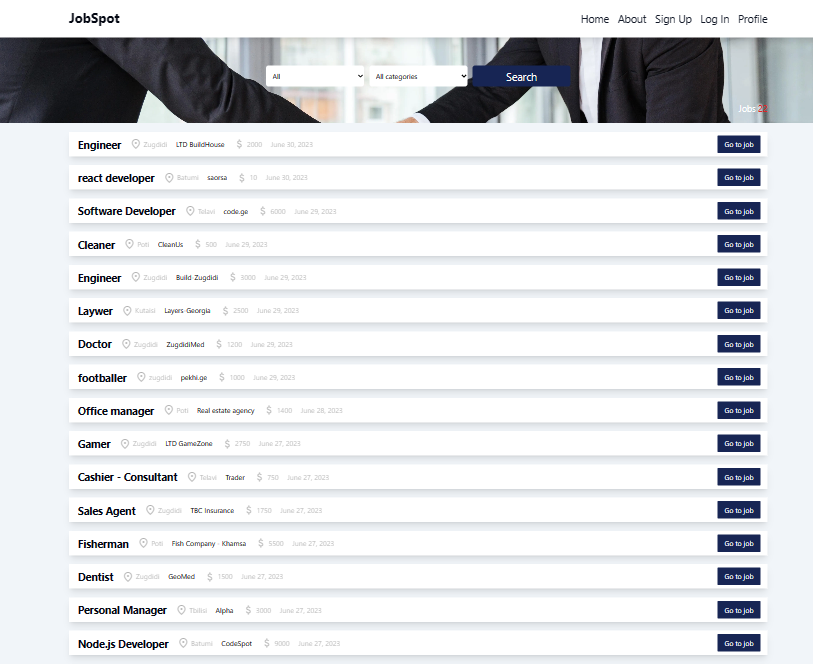 JobSpot Home About Sign Up Log In Profile
All All categories Search
Jobs
Engineer Zugdidi LTD BuildHouse $ 2000 June 30, 2023 Go to job
react developer Batumi saorsa $ 10 June 30, 2023 Go to job
Software Developer Telavi code.ge $ 6000 June 29, 2023 Go to job
Cleaner Poti CleanUs $ 500 June 29, 2023 Go to job
Engineer Zugdidi Build-Zugdidi $ 3000 June 29, 2023 Go to job
Laywer Kutaisi Layers-Georgia $ 2500 June 29, 2023 Go to job
Doctor Zugdidi ZugdidiMed $ 1200 June 29, 2023 Go to job
footballer zugdidi pekhi.ge $ 1000 June 29, 2023 Go to job
Office manager Poti Real estate agency $ 1400 June 28, 2023 Go to job
Gamer Zugdidi LTD GameZone $ 2750 June 27, 2023 Go to job
Cashier - Consultant Telavi Trader $ 750 June 27, 2023 Go to job
Sales Agent Zugdidi TBC Insurance $ 1750 June 27, 2023 Go to job
Fisherman Poti Fish Company - Khamsa $ 5500 June 27, 2023 Go to job
Dentist Zugdidi GeoMed $ 1500 June 27, 2023 Go to job
Personal Manager Tbilisi Alpha $ 3000 June 27, 2023 Go to job
Node.js Developer Batumi CodeSpot $ 9000 June 27, 2023 Go to job